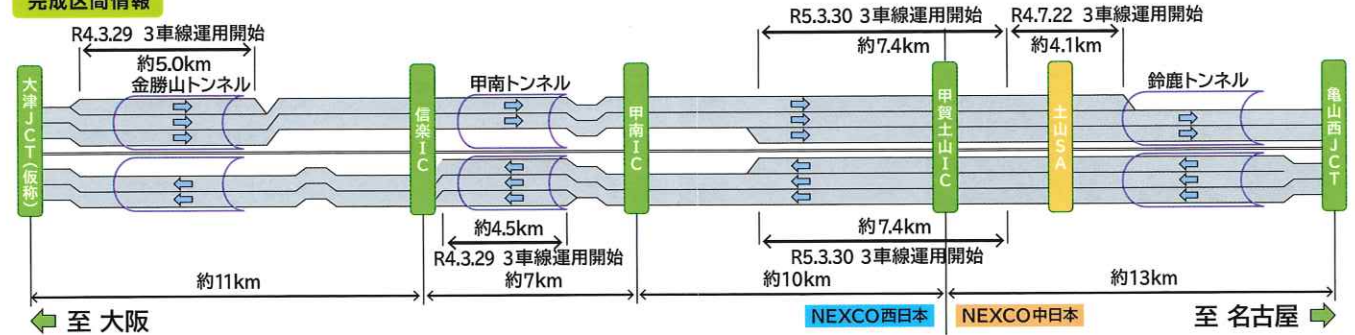 完成区間情報
R4.3.29 3車線運用開始
約5.0km
金勝山トンネル
甲南トンネル
R5.3.30 3車線運用開始
約7.4km
R4.7.22 3車線運用開始
約4.1km
鈴鹿トンネル
大津JCT(仮称)
信楽IC
甲南IC
甲賀土山IC
土山SA
亀山西JCT
約4.5km
R4.3.29 3車線運用開始
約7.4km
R5.3.30 3車線運用開始
約11km
約7km
約10km
約13km
至 大阪
NEXCO西日本
NEXCO中日本
至 名古屋